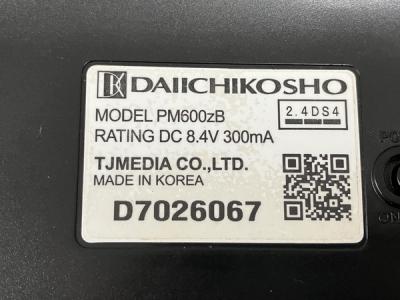 DAIICHIKOSHO
MODEL PM600zB
2.4DS4
RATING DC 8.4V 300mA
TJMEDIA CO.,LTD.
MADE IN KOREA
D7026067